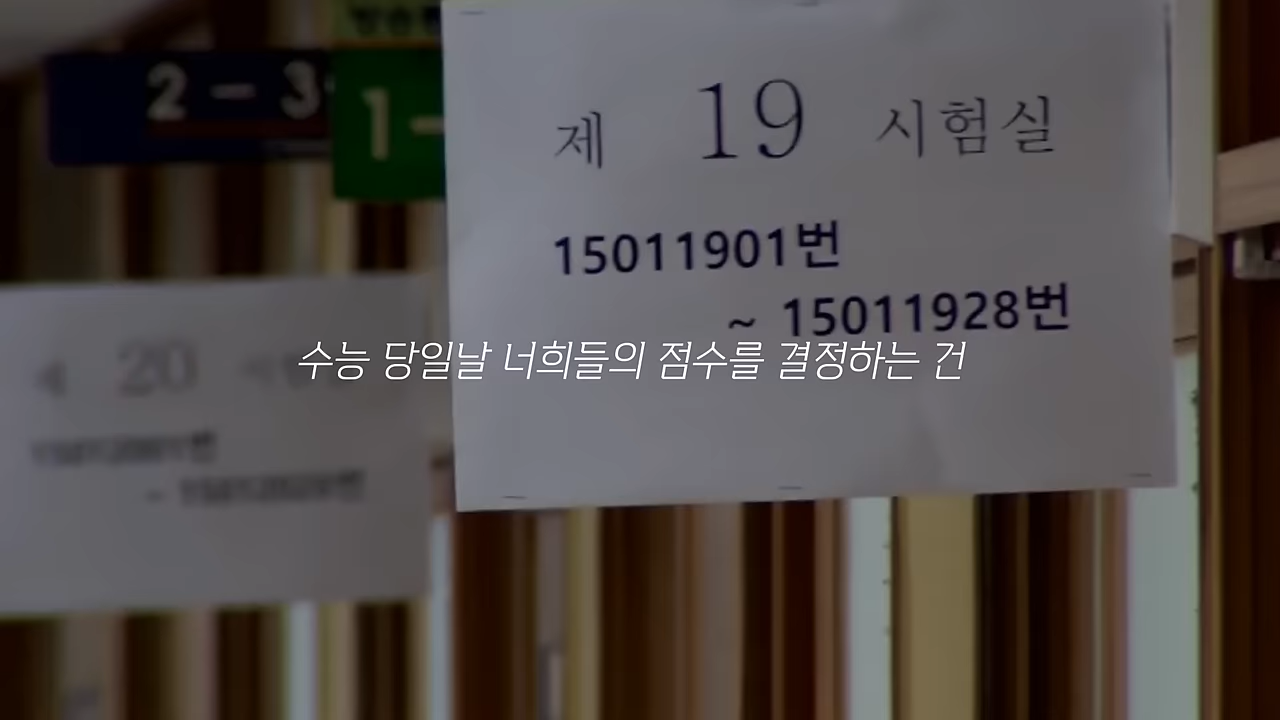 2 - 3
1-
제 19 시험실
15011901번
~ 15011928번
수능 당일날 너희들의 점수를 결정하는 건
20